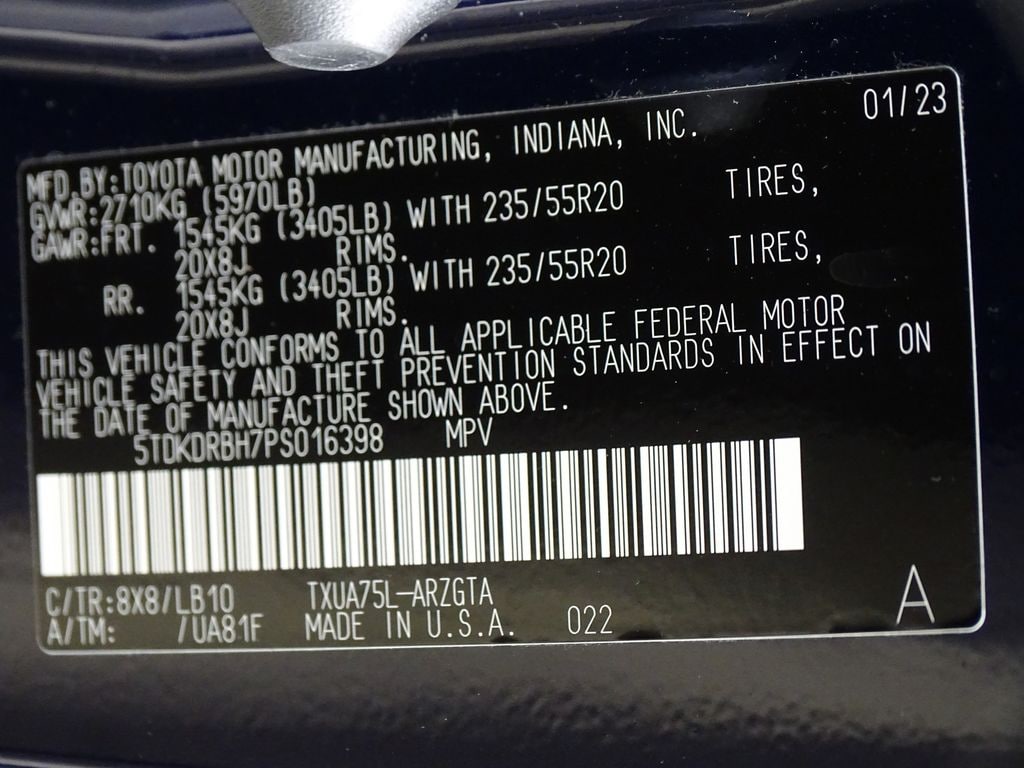 01/23
MFD.BY:TOYOTA MOTOR MANUFACTURING, INDIANA, INC.
GVWR:2710KG (5970LB)
GAWR:FRT. 1545KG (3405LB) WITH 235/55R20 TIRES,
20X8J RIMS.
RR. 1545KG (3405LB) WITH 235/55R20 TIRES,
20X8J RIMS.
THIS VEHICLE CONFORMS TO ALL APPLICABLE FEDERAL MOTOR
VEHICLE SAFETY AND THEFT PREVENTION STANDARDS IN EFFECT ON
THE DATE OF MANUFACTURE SHOWN ABOVE.
5TDKDRBH7PS016398 MPV
C/TR:8X8/LB10 TXUA75L-ARZGTA
A/TM: /UA81F MADE IN U.S.A. 022
A